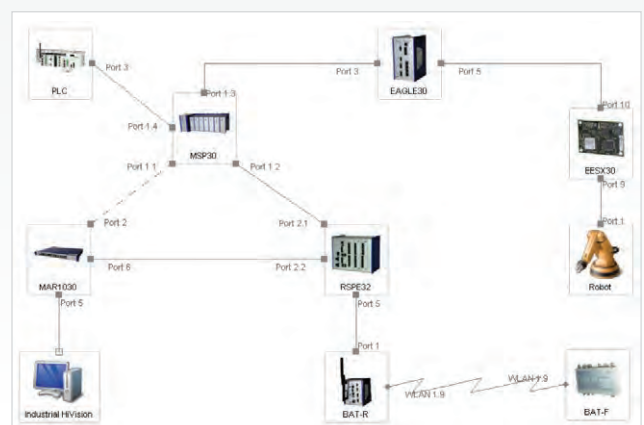 Port 3
PLC
Port 1.3
Port 3
EAGLE30
Port 5
Port 1.4
MSP30
Port 10
EESX30
Port 1.1
Port 1.2
Port 9
Port 2
Port 2.1
Port 1
MAR1030
Port 6
Port 2.2
RSPE32
Robot
Port 5
Port 5
Port 1
Industrial HiVision
BAT-R
WLAN 1.9
WLAN 1.9
BAT-F